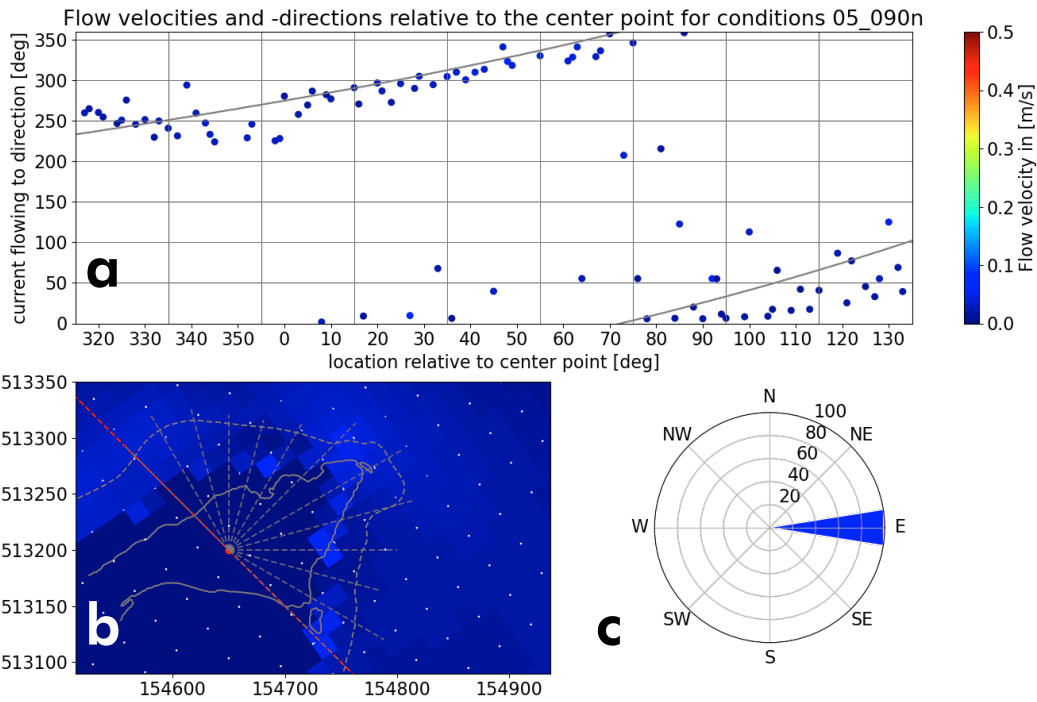 Flow velocities and -directions relative to the center point for conditions 05_090n
current flowing to direction [deg]
350
300
250
200
150
100
50
0
a
320 330 340 350 0 10 20 30 40 50 60 70 80 90 100 110 120 130
location relative to center point [deg]
0.5
0.4
0.3
0.2
0.1
0.0
Flow velocity in [m/s]
513350
513300
513250
513200
513150
513100
b
154600 154700 154800 154900
N
NE
E
SE
S
SW
W
NW
100
80
60
40
20
c